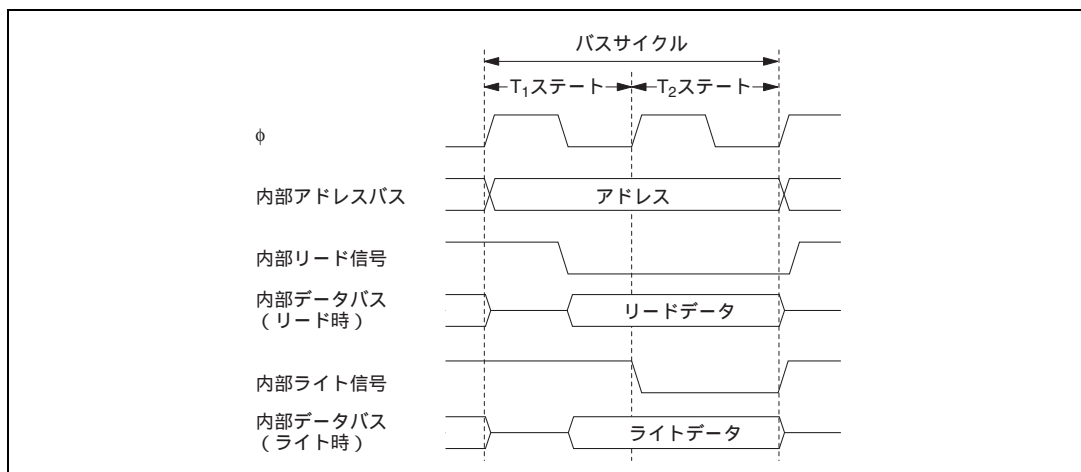 バスサイクル
T₁ステート
T₂ステート
φ
内部アドレスバス
アドレス
内部リード信号
内部データバス
（リード時）
リードデータ
内部ライト信号
内部データバス
（ライト時）
ライトデータ